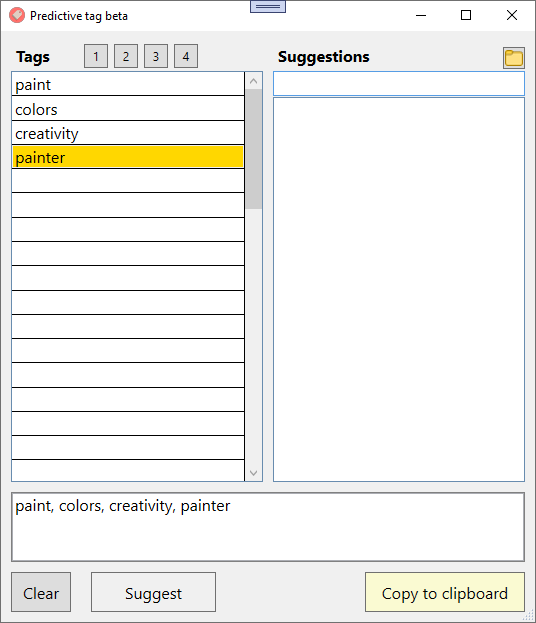 Predictive tag beta
Tags 1 2 3 4
Suggestions
paint
colors
creativity
painter
paint, colors, creativity, painter
Clear Suggest Copy to clipboard